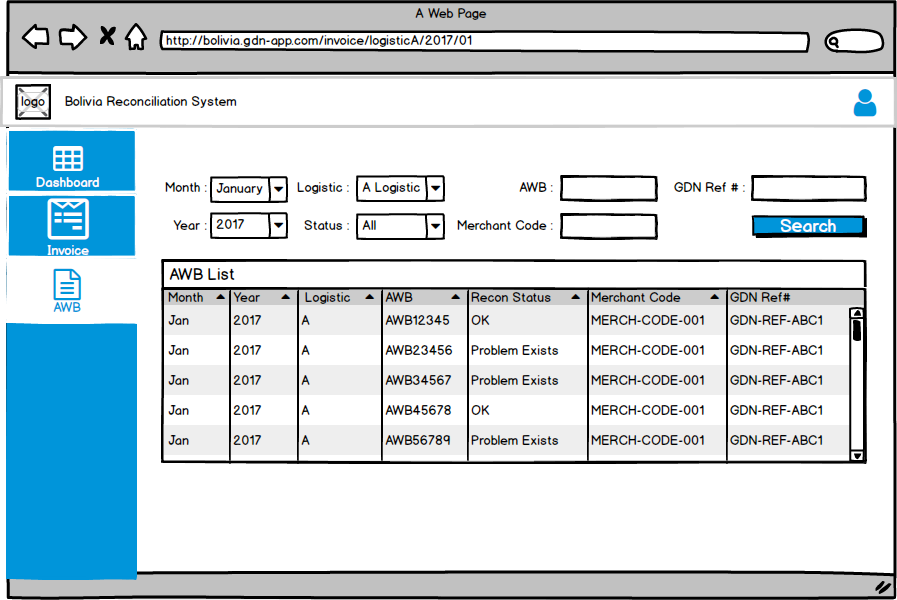 A Web Page
http://bolivia.gdn-app.com/invoice/logisticA/2017/01
logo Bolivia Reconciliation System
Dashboard
Invoice
AWB
Month : January Logistic : A Logistic AWB : GDN Ref # :
Year : 2017 Status : All Merchant Code : Search
AWB List
Month Year Logistic AWB Recon Status Merchant Code GDN Ref#
Jan 2017 A AWB12345 OK MERCH-CODE-001 GDN-REF-ABC1
Jan 2017 A AWB23456 Problem Exists MERCH-CODE-001 GDN-REF-ABC1
Jan 2017 A AWB34567 Problem Exists MERCH-CODE-001 GDN-REF-ABC1
Jan 2017 A AWB45678 OK MERCH-CODE-001 GDN-REF-ABC1
Jan 2017 A AWB56789 Problem Exists MERCH-CODE-001 GDN-REF-ABC1